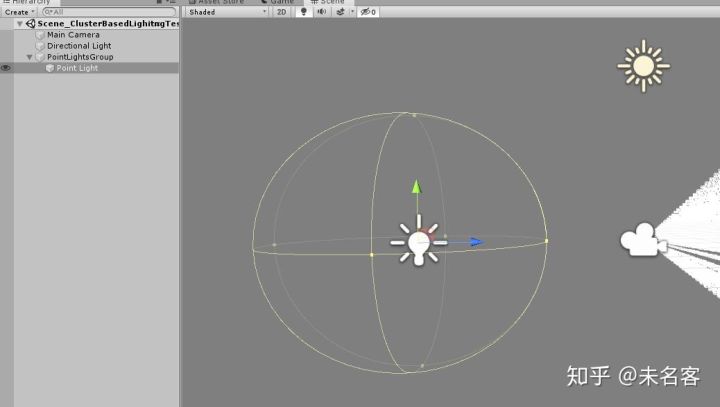 Hierarchy
Create
All
Scene_ClusterBasedLightingTes
Main Camera
Directional Light
PointLightsGroup
Point Light
Asset Store
Game
Scene
Shaded
2D
0
知乎 @未名客